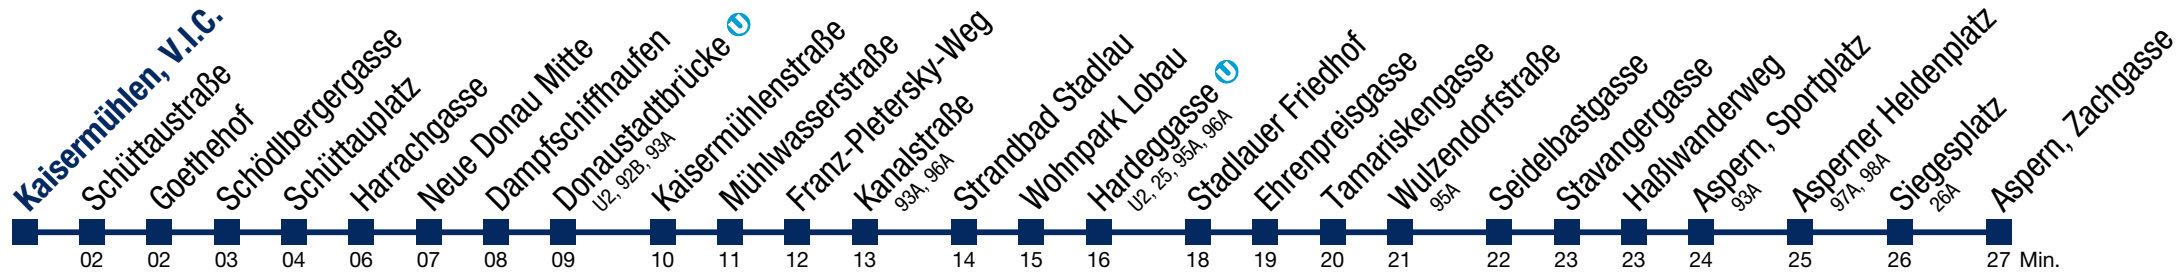 Kaisermühlen, V.I.C.
Schüttaustraße
Goethehof
Schödlbergergasse
Schüttauplatz
Harrachgasse
Neue Donau Mitte
Dampfschiffhaufen
Donaustadtbrücke U
U2, 92B, 93A
Kaisermühlenstraße
Mühlwasserstraße
Franz-Pletersky-Weg
Kanalstraße
93A, 96A
Strandbad Stadlau
Wohnpark Lobau
Hardeggasse U
U2, 25, 95A, 96A
Stadlauer Friedhof
Ehrenpreisgasse
Tamariskengasse
Wulzendorfstraße
95A
Seidelbastgasse
Stavangergasse
Haßlwanderweg
Aspern, Sportplatz
93A
Asperner Heldenplatz
97A, 98A
Siegesplatz
26A
Aspern, Zachgasse
02 02 03 04 06 07 08 09 10 11 12 13 14 15 16 18 19 20 21 22 23 23 24 25 26 27 Min.